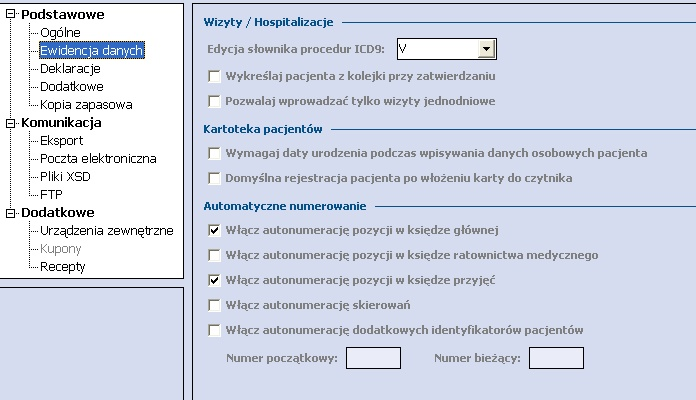 Podstawowe
Ogólne
Ewidencja danych
Deklaracje
Dodatkowe
Kopia zapasowa
Komunikacja
Eksport
Poczta elektroniczna
Pliki XSD
FTP
Dodatkowe
Urządzenia zewnętrzne
Kupony
Recepty
Wizyty / Hospitalizacje
Edycja słownika procedur ICD9: V
Wykreślaj pacjenta z kolejki przy zatwierdzaniu
Pozwalaj wprowadzać tylko wizyty jednodniowe
Kartoteka pacjentów
Wymagaj daty urodzenia podczas wpisywania danych osobowych pacjenta
Domyślna rejestracja pacjenta po włożeniu karty do czytnika
Automatyczne numerowanie
Włącz autonumerację pozycji w księdze głównej
Włącz autonumerację pozycji w księdze ratownictwa medycznego
Włącz autonumerację pozycji w księdze przyjęć
Włącz autonumerację skierowań
Włącz autonumerację dodatkowych identyfikatorów pacjentów
Numer początkowy: Numer bieżący: